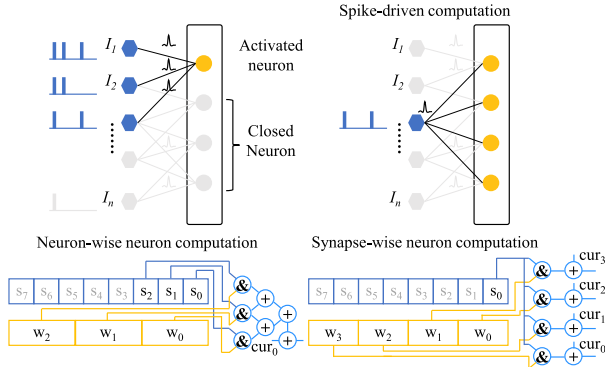 Spike-driven computation
I1
Activated
neuron
I2
Closed
Neuron
In
I1
I2
In
Neuron-wise neuron computation
s7 s6 s5 s4 s3 s2 s1 s0
& & &
+ + + +
w2 w1 w0
cur0
Synapse-wise neuron computation
s7 s6 s5 s4 s3 s2 s1 s0
w3 w2 w1 w0
& + cur3
& + cur2
& + cur1
& + cur0